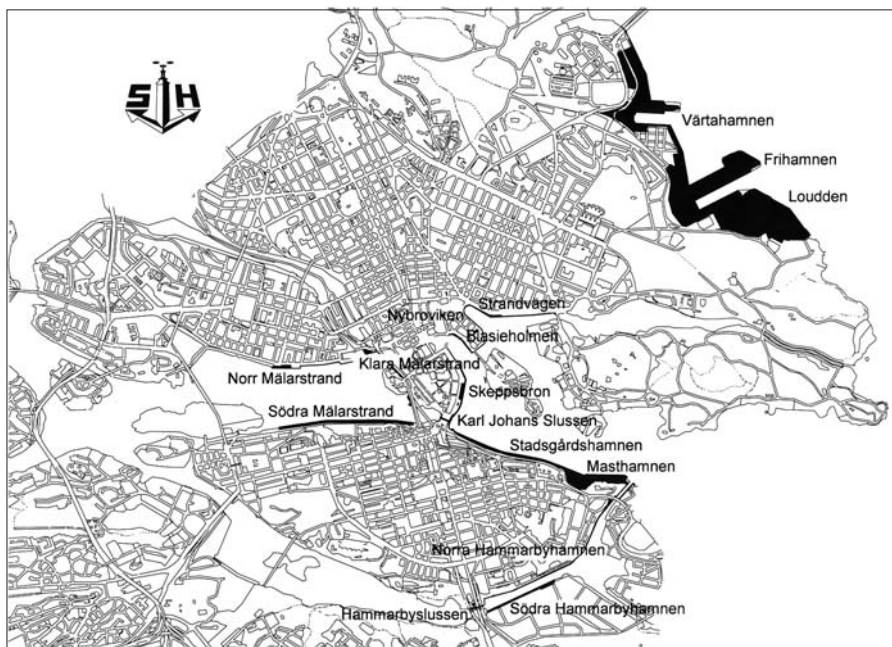 S H
Värtahamnen
Frihamnen
Loudden
Strandvägen
Nybroviken
Blasieholmen
Klara Mälarstrand
Norr Mälarstrand
Skeppsbron
Södra Mälarstrand
Karl Johans Slussen
Stadsgårdshamnen
Masthamnen
Norra Hammarbyhamnen
Hammarbyslussen
Södra Hammarbyhamnen